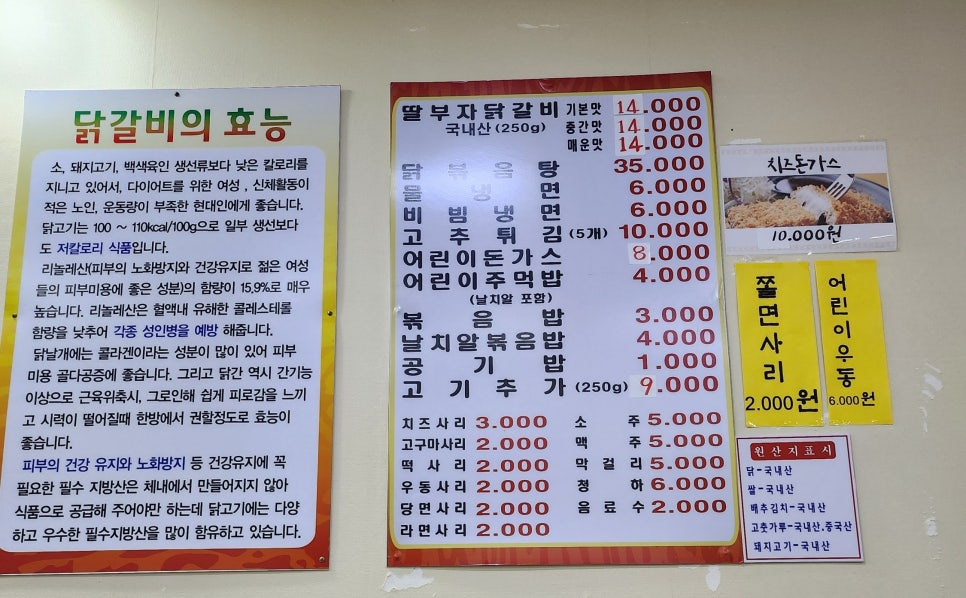 닭갈비의 효능
소, 돼지고기, 백색육인 생선류보다 낮은 칼로리를
지니고 있어서, 다이어트를 위한 여성 , 신체활동이
적은 노인, 운동량이 부족한 현대인에게 좋습니다.
닭고기는 100 ~ 110kcal/100g으로 일부 생선보다
도 저칼로리 식품입니다.
리놀레산(피부의 노화방지와 건강유지로 젊은 여성
들의 피부미용에 좋은 성분)의 함량이 15,9%로 매우
높습니다. 리놀레산은 혈액내 유해한 콜레스테롤
함량을 낮추어 각종 성인병을 예방 해줍니다.
닭날개에는 콜라겐이라는 성분이 많이 있어 피부
미용 골다공증에 좋습니다. 그리고 닭간 역시 간기능
이상으로 근육위축시, 그로인해 쉽게 피로감을 느끼
고 시력이 떨어질때 한방에서 권할정도로 효능이
좋습니다.
피부의 건강 유지와 노화방지 등 건강유지에 꼭
필요한 필수 지방산은 체내에서 만들어지지 않아
식품으로 공급해 주어야만 하는데 닭고기에는 다양
하고 우수한 필수지방산을 많이 함유하고 있습니다.
딸부자닭갈비 기본맛 14.000
국내산 (250g) 중간맛 14.000
매운맛 14.000
닭볶음탕 35.000
물냉면 6.000
비빔냉면 6.000
고추튀김 (5개) 10.000
어린이돈가스 8.000
어린이주먹밥 4.000
(날치알 포함)
볶음밥 3.000
날치알볶음밥 4.000
공기밥 1.000
고기추가 (250g) 9.000
치즈사리 3.000 소주 5.000
고구마사리 2.000 맥주 5.000
떡사리 2.000 막걸리 5.000
우동사리 2.000 청하 6.000
당면사리 2.000 음료수 2.000
라면사리 2.000
치즈돈가스
10.000원
쫄면사리
2.000원
어린이우동
6.000원
원산지표시
닭-국내산
쌀-국내산
배추김치-국내산
고춧가루-국내산,중국산
돼지고기-국내산